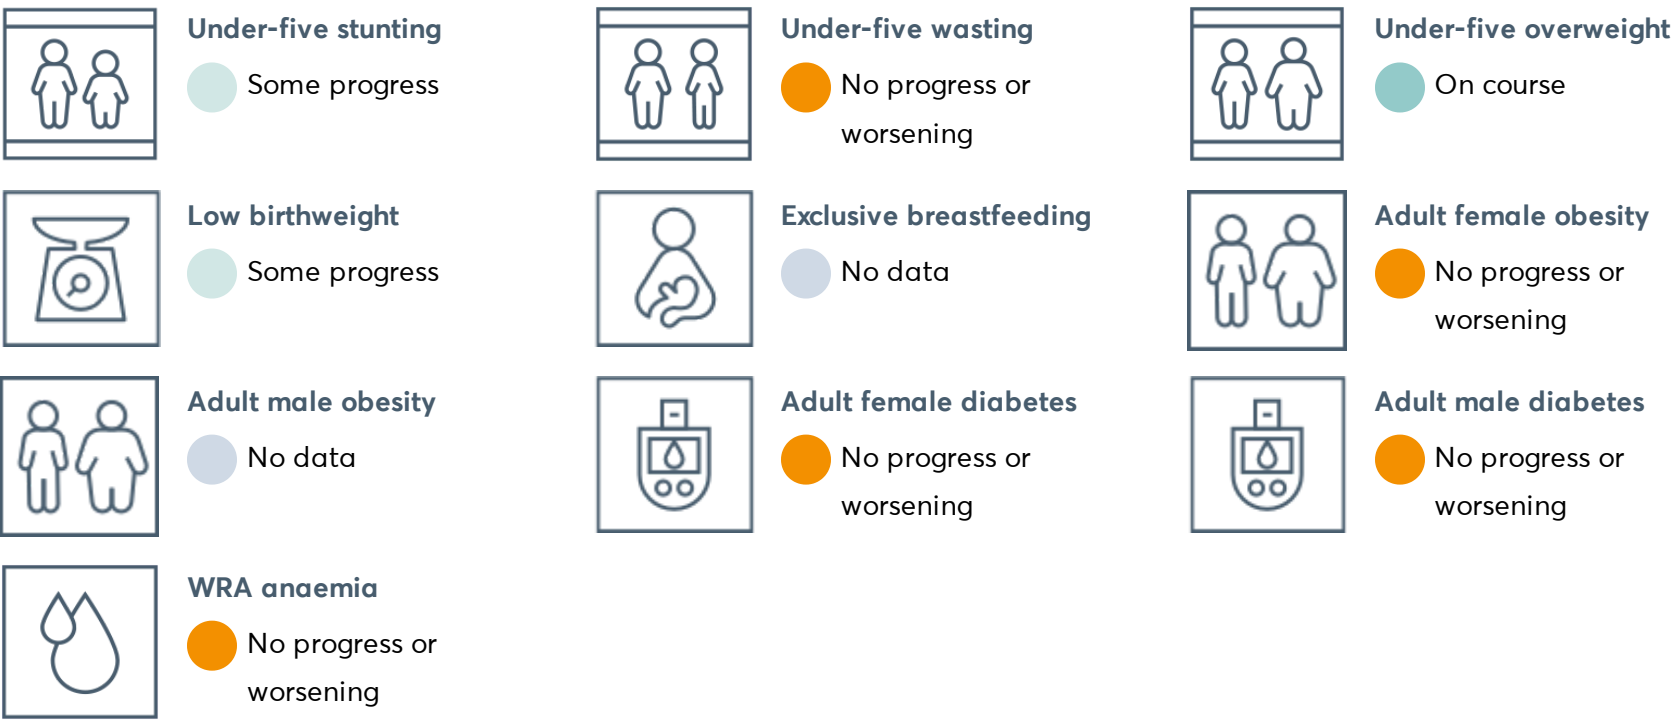 Under-five stunting
Some progress
Under-five wasting
No progress or
worsening
Under-five overweight
On course
Low birthweight
Some progress
Exclusive breastfeeding
No data
Adult female obesity
No progress or
worsening
Adult male obesity
No data
Adult female diabetes
No progress or
worsening
Adult male diabetes
No progress or
worsening
WRA anaemia
No progress or
worsening